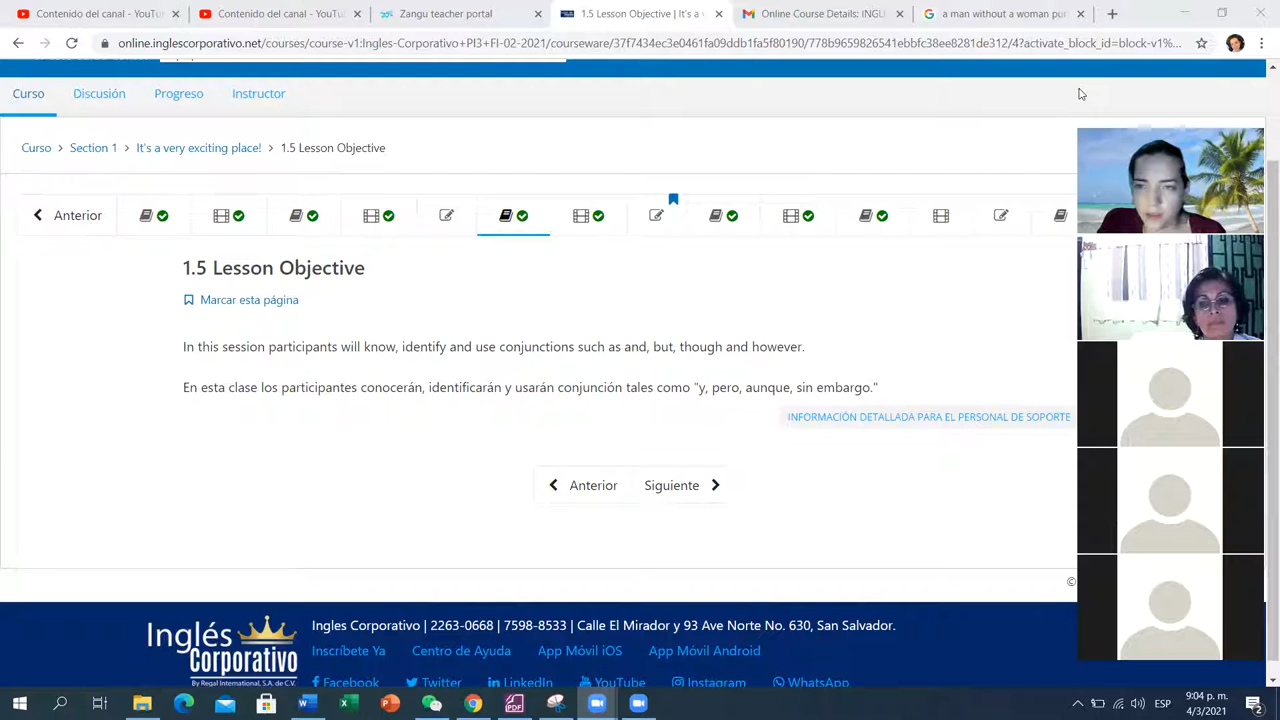 Contenido del canal - YouTu
Contenido del canal - YouTu
Zangu teacher portal
1.5 Lesson Objective | It's a v
Online Course Details: INGL
a man without a woman pu
online.inglescorporativo.net/courses/course-v1:Ingles-Corporativo+PI3+FI-02-2021/courseware/37f7434ec3e0461fa09ddb1fa5f80190/778b9659826541ebbfc38ee8281de312/4?activate_block_id=block-v1%...
Curso Discusión Progreso Instructor
Curso > Section 1 > It's a very exciting place! > 1.5 Lesson Objective
Anterior
1.5 Lesson Objective
Marcar esta página
In this session participants will know, identify and use conjunctions such as and, but, though and however.
En esta clase los participantes conocerán, identificarán y usarán conjunción tales como "y, pero, aunque, sin embargo."
INFORMACIÓN DETALLADA PARA EL PERSONAL DE SOPORTE
Anterior Siguiente
©
Inglés Corporativo
By Regal International, S.A. de C.V.
Ingles Corporativo | 2263-0668 | 7598-8533 | Calle El Mirador y 93 Ave Norte No. 630, San Salvador.
Inscríbete Ya Centro de Ayuda App Móvil iOS App Móvil Android
Facebook Twitter LinkedIn YouTube Instagram WhatsApp
ESP
9:04 p. m.
4/3/2021
2